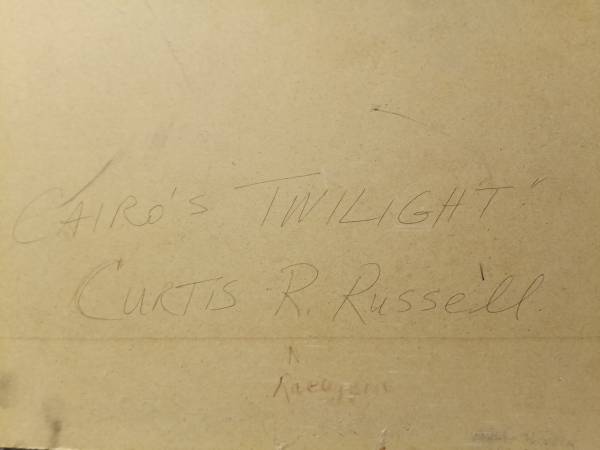 CAIRO'S TWILIGHT"
CURTIS R. Russell